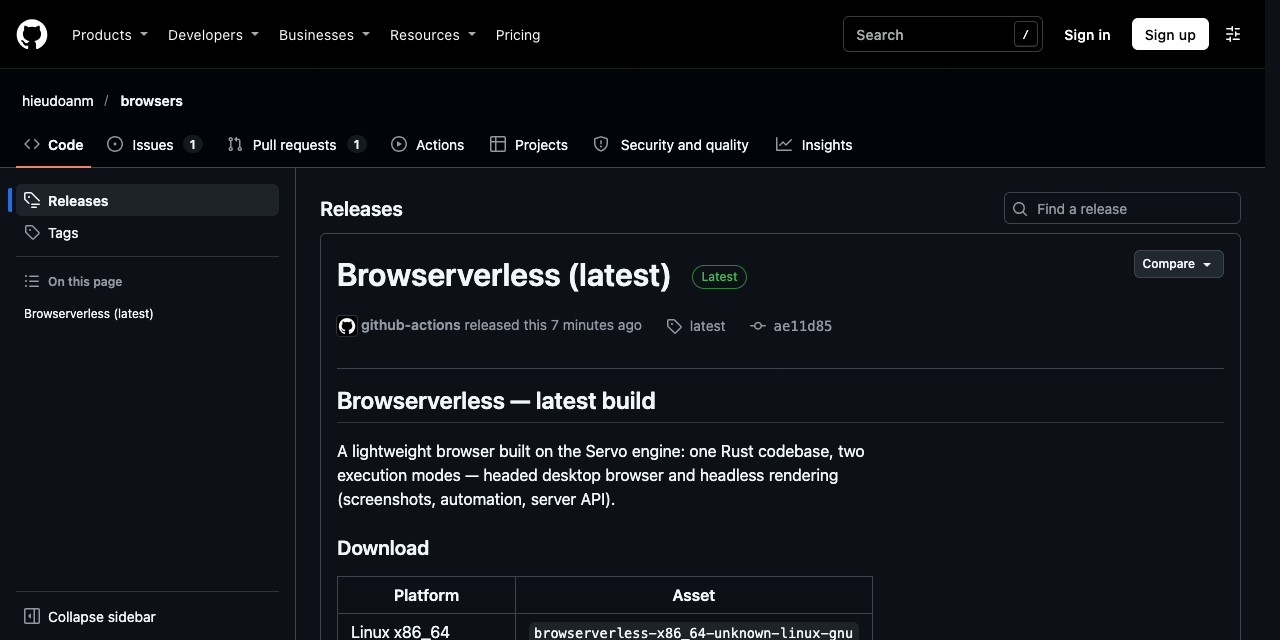 Products Developers Businesses Resources Pricing Search / Sign in Sign up
hieudoanm / browsers
Code Issues 1 Pull requests 1 Actions Projects Security and quality Insights
Releases
Tags
On this page
Browserverless (latest)
Collapse sidebar
Releases Find a release
Browserverless (latest) Latest Compare
github-actions released this 7 minutes ago latest ae11d85
Browserverless — latest build
A lightweight browser built on the Servo engine: one Rust codebase, two
execution modes — headed desktop browser and headless rendering
(screenshots, automation, server API).
Download
Platform Asset
Linux x86_64 browserverless-x86_64-unknown-linux-gnu